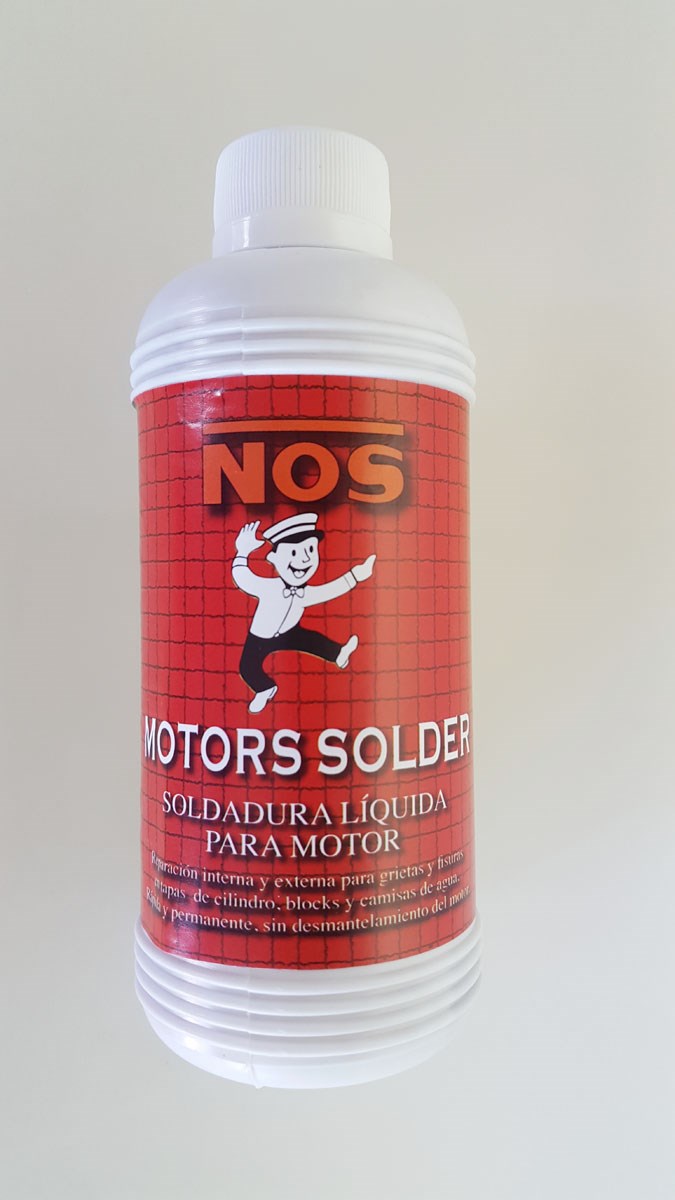 NOS
MOTORS SOLDER
SOLDADURA LÍQUIDA
PARA MOTOR
Reparación interna y externa para grietas y fisuras
tapas de cilindro, blocks y camisas de agua.
Rápida y permanente, sin desmantelamiento del motor.